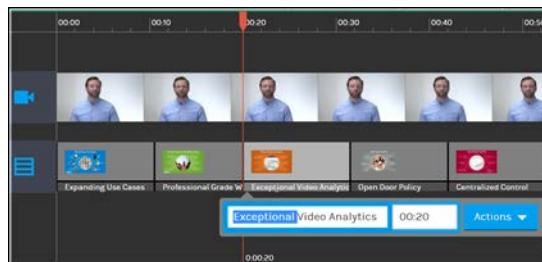 00:00 00:10 00:20 00:30 00:40
Expanding Use Cases Professional Grade W Exceptional Video Analytic Open Door Policy Centralized Control
Exceptional Video Analytics 00:20 Actions
0:00:20